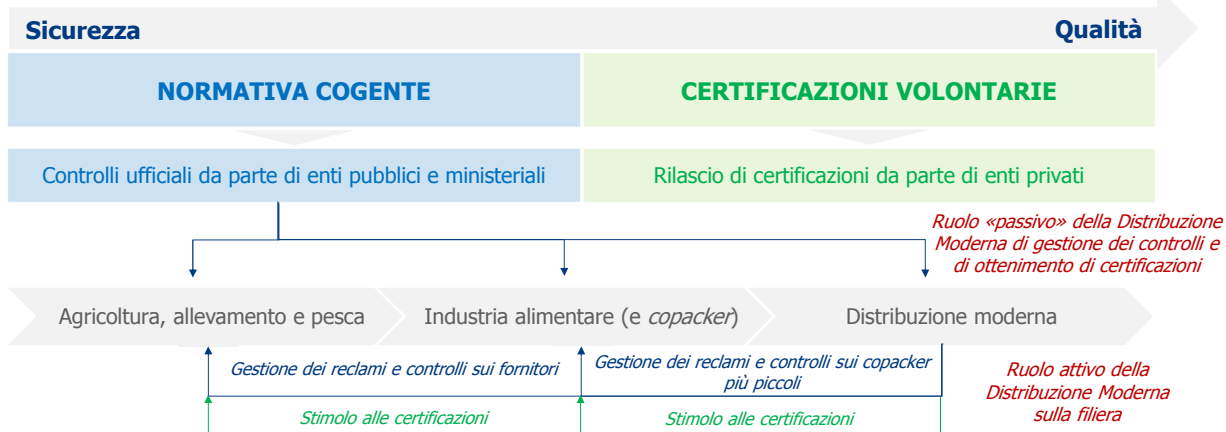 Sicurezza
Qualità
NORMATIVA COGENTE
CERTIFICAZIONI VOLONTARIE
Controlli ufficiali da parte di enti pubblici e ministeriali
Rilascio di certificazioni da parte di enti privati
Ruolo «passivo» della Distribuzione
Moderna di gestione dei controlli e
di ottenimento di certificazioni
Agricoltura, allevamento e pesca
Industria alimentare (e copacker)
Distribuzione moderna
Gestione dei reclami e controlli sui fornitori
Gestione dei reclami e controlli sui copacker
più piccoli
Ruolo attivo della
Distribuzione Moderna
sulla filiera
Stimolo alle certificazioni
Stimolo alle certificazioni